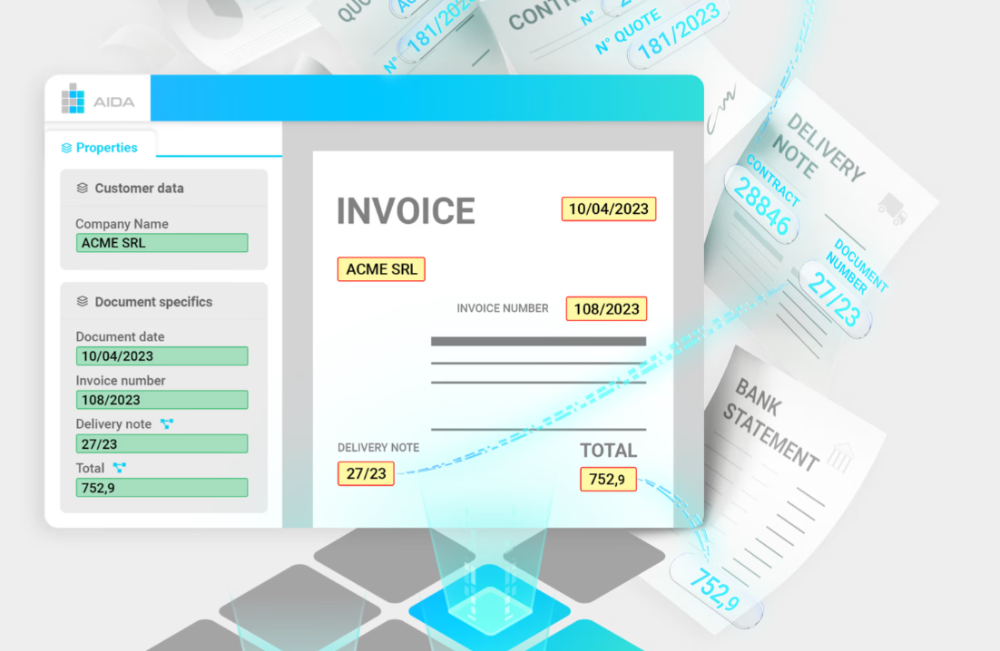 N° 181/2023
CONTR
N°
N° QUOTE
181/2023
AIDA
Properties
Customer data
Company Name
ACME SRL
Document specifics
Document date
10/04/2023
Invoice number
108/2023
Delivery note
27/23
Total
752,9
INVOICE
10/04/2023
ACME SRL
INVOICE NUMBER 108/2023
DELIVERY NOTE
27/23
TOTAL
752,9
DELIVERY
NOTE
CONTRACT
28846
DOCUMENT
NUMBER
27/23
BANK
STATEMENT
752,9